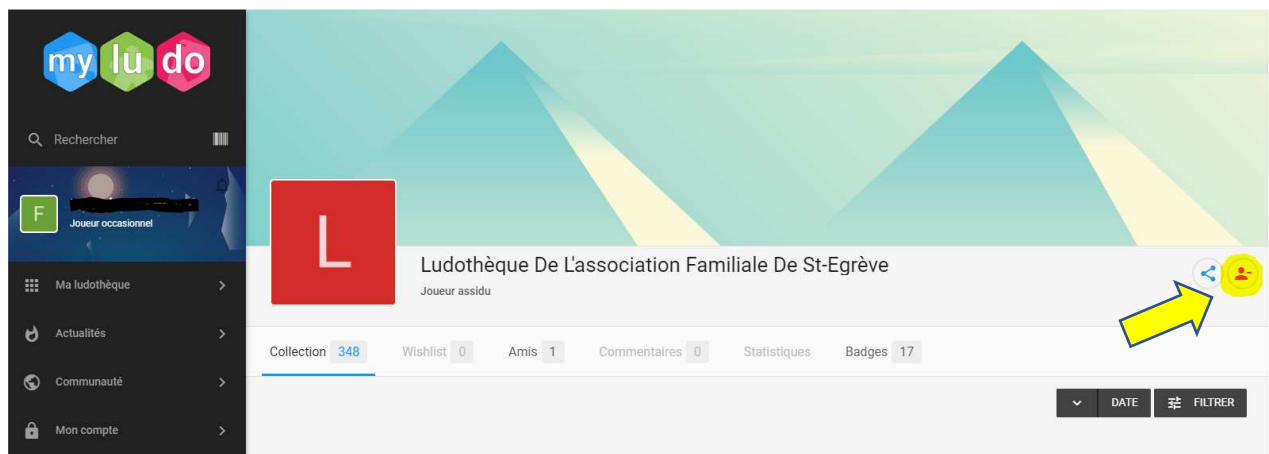 my lu do
Rechercher
F
Joueur occasionnel
Ma ludothèque
Actualités
Communauté
Mon compte
L
Ludothèque De L'association Familiale De St-Egrève
Joueur assidu
Collection 348 Wishlist 0 Amis 1 Commentaires 0 Statistiques Badges 17
DATE FILTRER